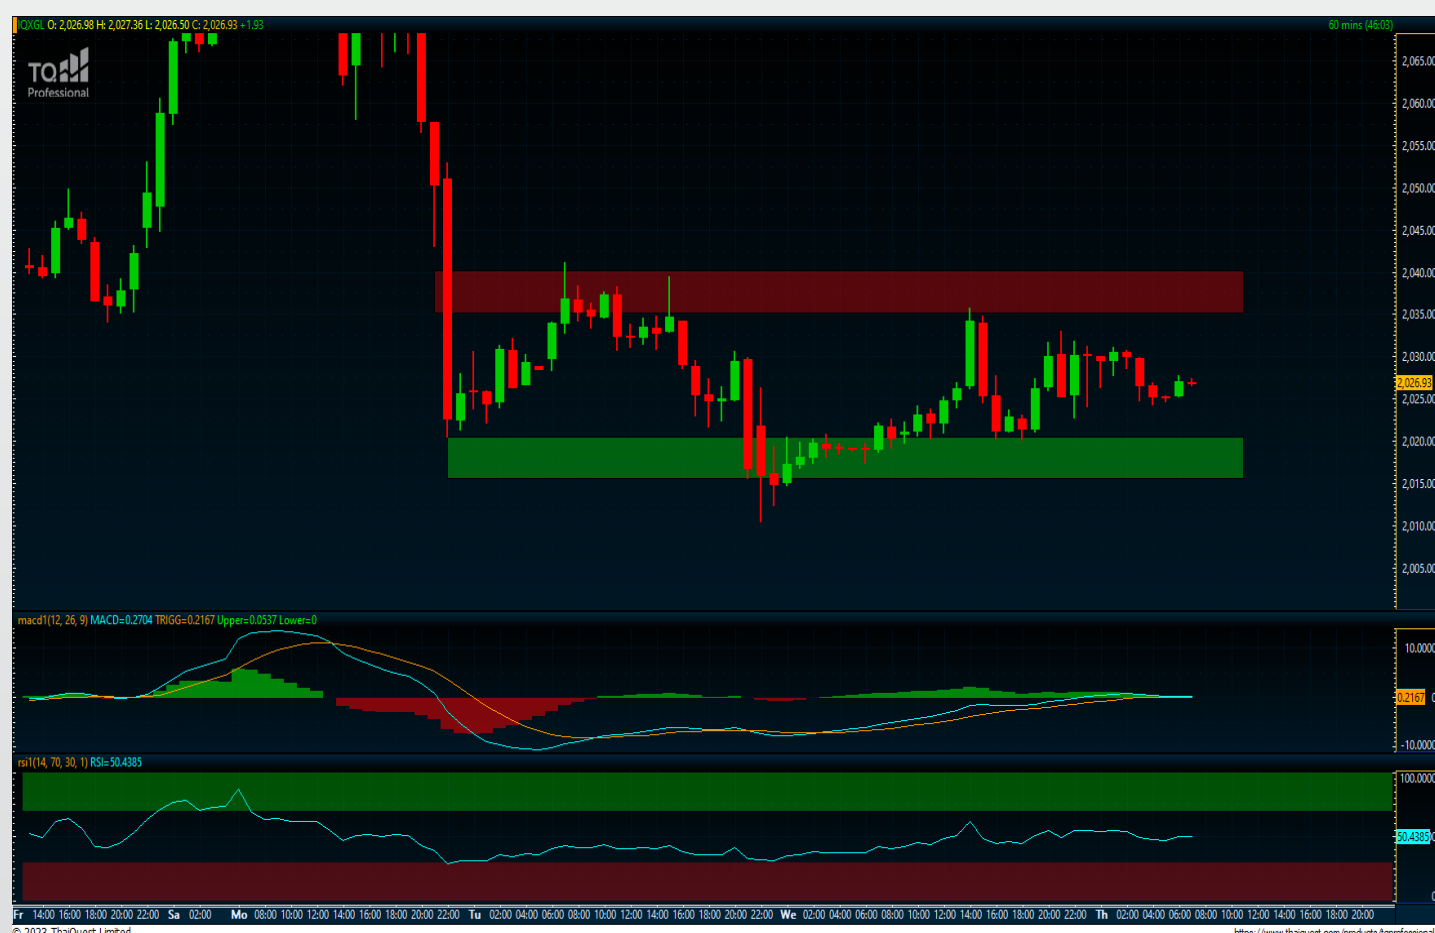 IQXGL O: 2,026.98 H: 2,027.36 L: 2,026.50 C: 2,026.93 +1.93
60 mins (46:03)
TQ
Professional
2,065.00
2,060.00
2,055.00
2,050.00
2,045.00
2,040.00
2,035.00
2,030.00
2,026.93
2,025.00
2,020.00
2,015.00
2,010.00
2,005.00
macd1(12, 26, 9) MACD=0.2704 TRIGG=0.2167 Upper=0.0537 Lower=0
10.0000
0.2167
-10.0000
rsi1(14, 70, 30, 1) RSI=50.4385
100.0000
50.4385
Fr 14:00 16:00 18:00 20:00 22:00 Sa 02:00 Mo 08:00 10:00 12:00 14:00 16:00 18:00 20:00 22:00 Tu 02:00 04:00 06:00 08:00 10:00 12:00 14:00 16:00 18:00 20:00 22:00 We 02:00 04:00 06:00 08:00 10:00 12:00 14:00 16:00 18:00 20:00 22:00 Th 02:00 04:00 06:00 08:00 10:00 12:00 14:00 16:00 18:00 20:00
© 2023 ThaiQuest Limited